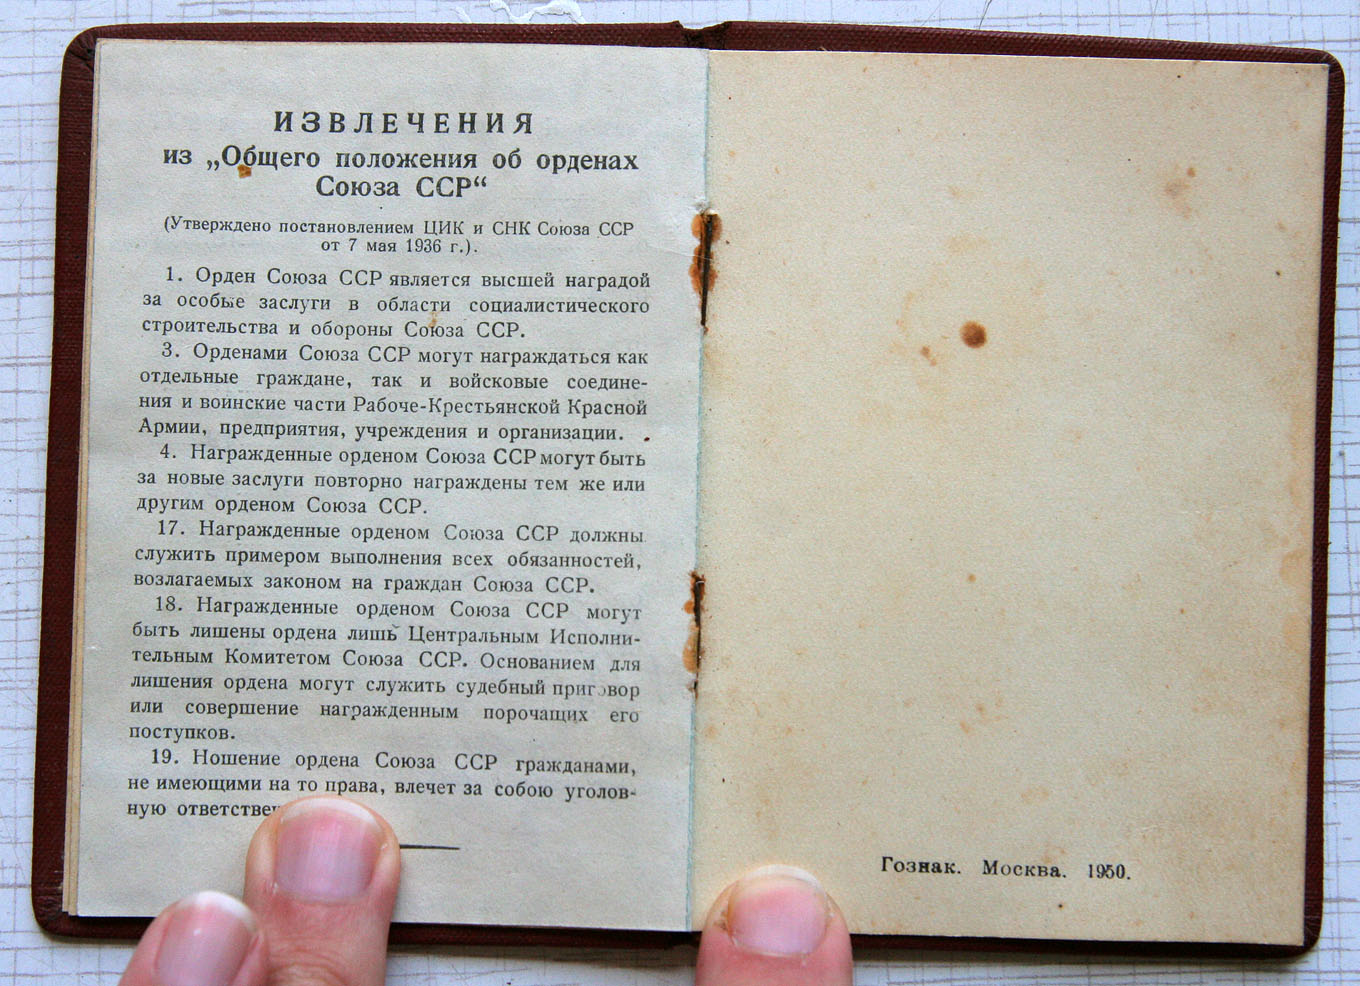 ИЗВЛЕЧЕНИЯ
из „Общего положения об орденах
Союза ССР“
(Утверждено постановлением ЦИК и СНК Союза ССР
от 7 мая 1936 г.).
1. Орден Союза ССР является высшей наградой
за особые заслуги в области социалистического
строительства и обороны Союза ССР.
3. Орденами Союза ССР могут награждаться как
отдельные граждане, так и войсковые соедине-
ния и воинские части Рабоче-Крестьянской Красной
Армии, предприятия, учреждения и организации.
4. Награжденные орденом Союза ССР могут быть
за новые заслуги повторно награждены тем же или
другим орденом Союза ССР.
17. Награжденные орденом Союза ССР должны
служить примером выполнения всех обязанностей,
возлагаемых законом на граждан Союза ССР.
18. Награжденные орденом Союза ССР могут
быть лишены ордена лишь Центральным Исполни-
тельным Комитетом Союза ССР. Основанием для
лишения ордена могут служить судебный приговор
или совершение награжденным порочащих его
поступков.
19. Ношение ордена Союза ССР гражданами,
не имеющими на то права, влечет за собою уголов-
ную
Гознак. Москва. 1950.